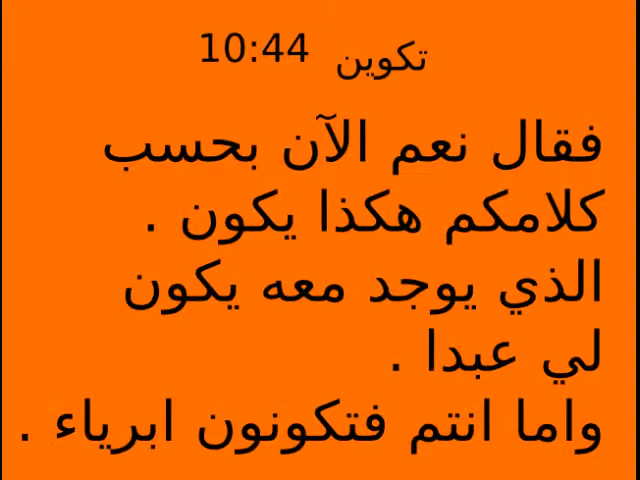 تكوين 10:44
فقال نعم الآن بحسب
كلامكم هكذا يكون .
الذي يوجد معه يكون
لي عبدا .
واما انتم فتكونون ابرياء .